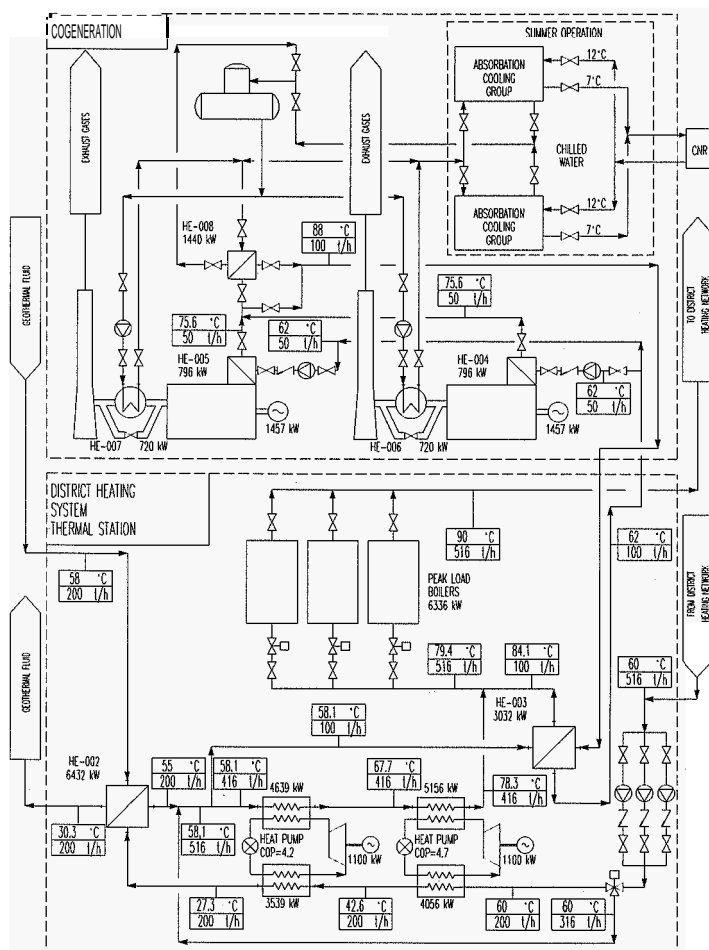 COGENERATION
SUMMER OPERATION
ABSORBATION
COOLING
GROUP
12°C
7°C
EXHAUST GASES
EXHAUST GASES
CHILLED
WATER
CNR
ABSORBATION
COOLING
GROUP
12°C
7°C
HE-008
1440 kW
88 °C
100 t/h
GEOTHERMAL FLUID
TO DISTRICT
HEATING NETWORK
75.6 °C
50 t/h
62 °C
50 t/h
75.6 °C
50 t/h
HE-005
796 kW
HE-004
796 kW
62 °C
50 t/h
1457 kW
1457 kW
HE-007
720 kW
HE-006
720 kW
DISTRICT HEATING
SYSTEM
THERMAL STATION
90 °C
516 t/h
62 °C
100 t/h
58 °C
200 t/h
PEAK LOAD
BOILERS
6336 kW
FROM DISTRICT
HEATING NETWORK
GEOTHERMAL FLUID
79.4 °C
516 t/h
84.1 °C
100 t/h
60 °C
516 t/h
HE-003
3032 kW
58.1 °C
100 t/h
HE-002
6432 kW
55 °C
200 t/h
58.1 °C
416 t/h
67.7 °C
416 t/h
4639 kW
5156 kW
78.3 °C
416 t/h
30.3 °C
200 t/h
58.1 °C
516 t/h
HEAT PUMP
COP=4.2
1100 kW
HEAT PUMP
COP=4.7
1100 kW
3539 kW
4056 kW
27.3 °C
200 t/h
42.6 °C
200 t/h
60 °C
200 t/h
60 °C
316 t/h